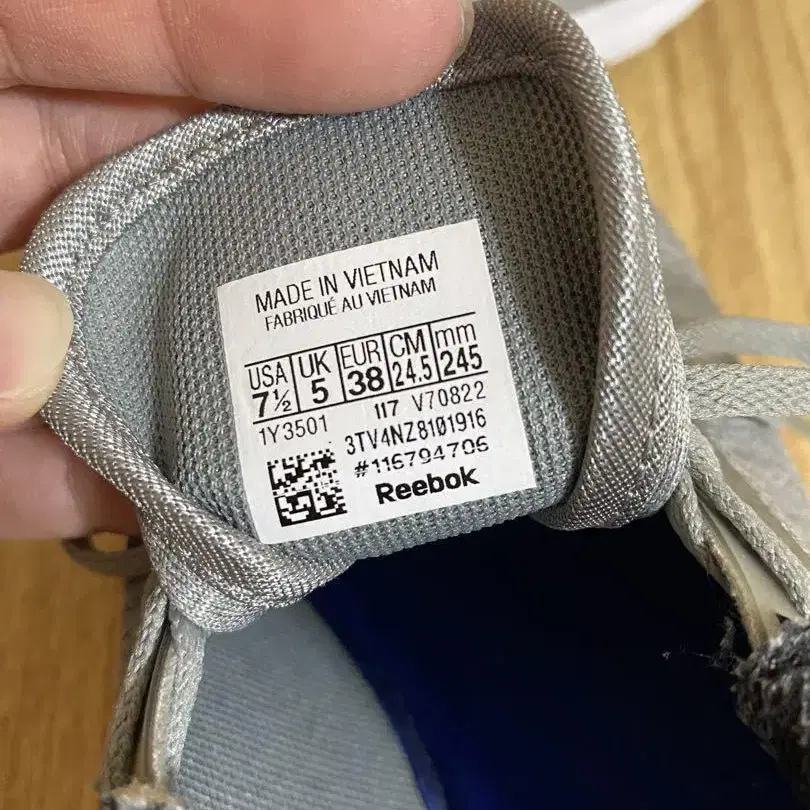 MADE IN VIETNAM
FABRIQUÉ AU VIETNAM
USA UK EUR CM mm
7½ 5 38 24.5 245
1Y3501 117 V70822
3TV4NZ8101916
#116794706
Reebok